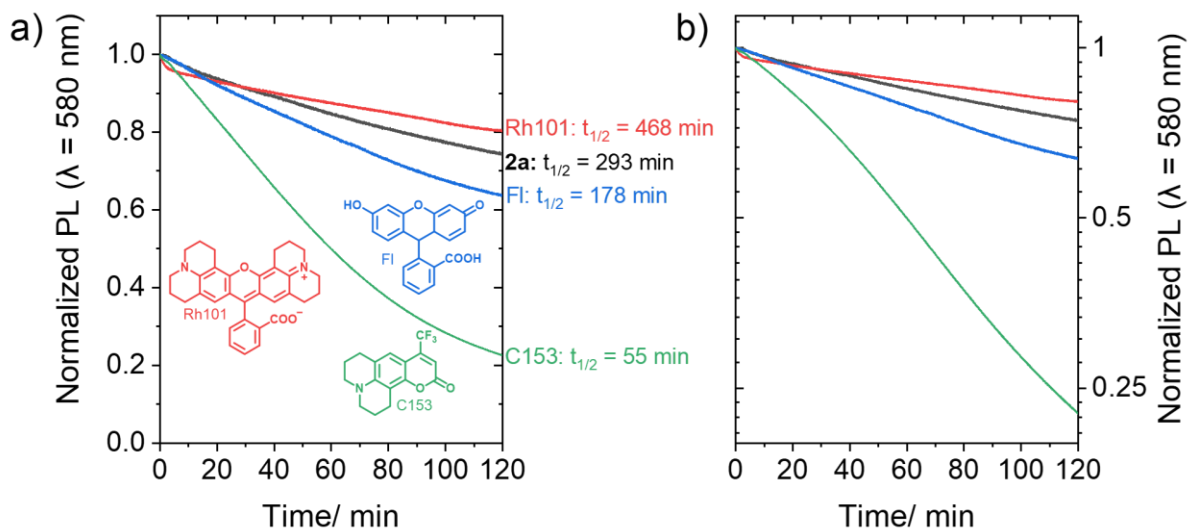 a)
Normalized PL (λ = 580 nm)
1.0
0.8
0.6
0.4
0.2
0.0
0 20 40 60 80 100 120
Time/ min
Rh101: t1/2 = 468 min
2a: t1/2 = 293 min
Fl: t1/2 = 178 min
C153: t1/2 = 55 min
HO
O
O
Fl
COOH
N
O
N
+
Rh101
COO−
CF3
N
O
O
C153
b)
Normalized PL (λ = 580 nm)
1
0.5
0.25
0 20 40 60 80 100 120
Time/ min